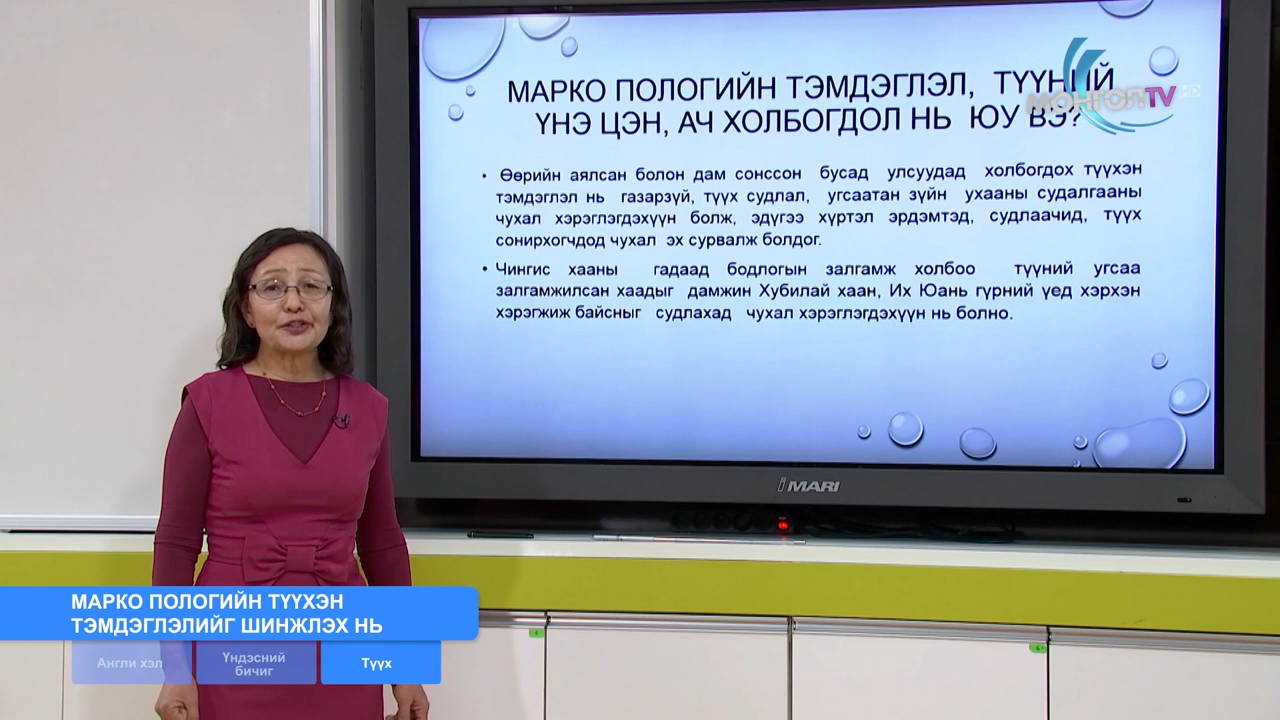 МАРКО ПОЛОГИЙН ТЭМДЭГЛЭЛ, ТҮҮНИЙ
ҮНЭ ЦЭН, АЧ ХОЛБОГДОЛ НЬ ЮУ ВЭ?
МОНГОЛTV HD
• Өөрийн аялсан болон дам сонссон бусад улсуудад холбогдох түүхэн
тэмдэглэл нь газарзүй, түүх судлал, угсаатан зүйн ухааны судалгааны
чухал хэрэглэгдэхүүн болж, эдүгээ хүртэл эрдэмтэд, судлаачид, түүх
сонирхогчдод чухал эх сурвалж болдог.
• Чингис хааны гадаад бодлогын залгамж холбоо түүний угсаа
залгамжилсан хаадыг дамжин Хубилай хаан, Их Юань гүрний үед хэрхэн
хэрэгжиж байсныг судлахад чухал хэрэглэгдэхүүн нь болно.
iMARI
МАРКО ПОЛОГИЙН ТҮҮХЭН
ТЭМДЭГЛЭЛИЙГ ШИНЖЛЭХ НЬ
Англи хэл
Үндэсний
бичиг
Түүх